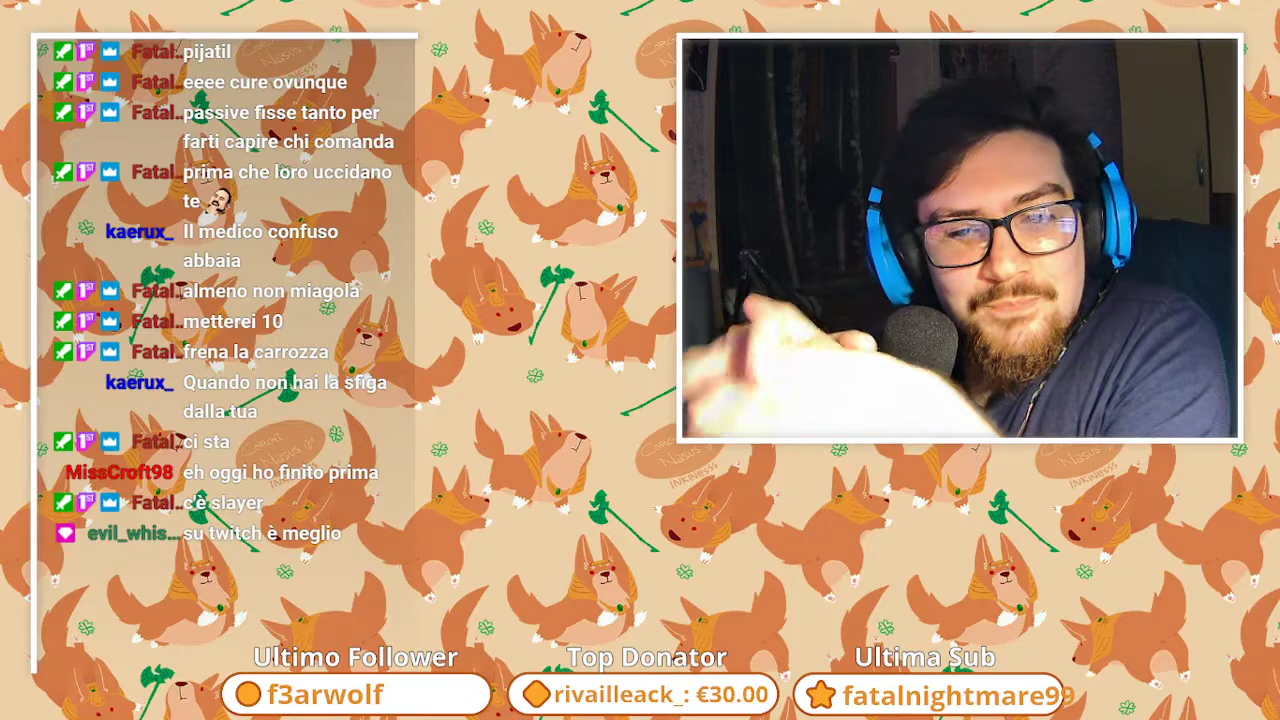 Fatal.. pijatil
Fatal.. eeee cure ovunque
Fatal.. passive fisse tanto per
farti capire chi comanda
Fatal.. prima che loro uccidano
te
kaerux_ Il medico confuso
abbaia
Fatal.. almeno non miagola
Fatal.. metterei 10
Fatal.. frena la carrozza
kaerux_ Quando non hai la sfiga
dalla tua
Fatal.. ci sta
MissCroft98 eh oggi ho finito prima
Fatal.. c'è slayer
evil_whis... su twitch è meglio
Ultimo Follower
f3arwolf
Top Donator
rivailleack_: €30.00
Ultima Sub
fatalnightmare99